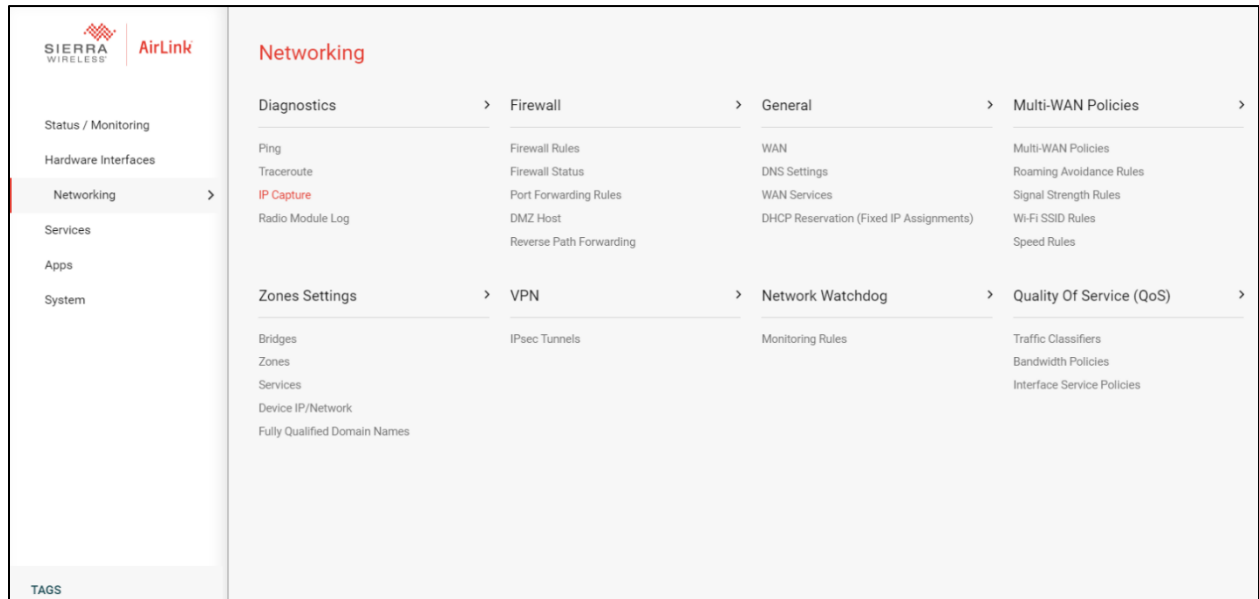 SIERRA
WIRELESS
AirLink
Status / Monitoring
Hardware Interfaces
Networking
Services
Apps
System
TAGS
Networking
Diagnostics
Ping
Traceroute
IP Capture
Radio Module Log
Firewall
Firewall Rules
Firewall Status
Port Forwarding Rules
DMZ Host
Reverse Path Forwarding
General
WAN
DNS Settings
WAN Services
DHCP Reservation (Fixed IP Assignments)
Multi-WAN Policies
Multi-WAN Policies
Roaming Avoidance Rules
Signal Strength Rules
Wi-Fi SSID Rules
Speed Rules
Zones Settings
Bridges
Zones
Services
Device IP/Network
Fully Qualified Domain Names
VPN
IPsec Tunnels
Network Watchdog
Monitoring Rules
Quality Of Service (QoS)
Traffic Classifiers
Bandwidth Policies
Interface Service Policies